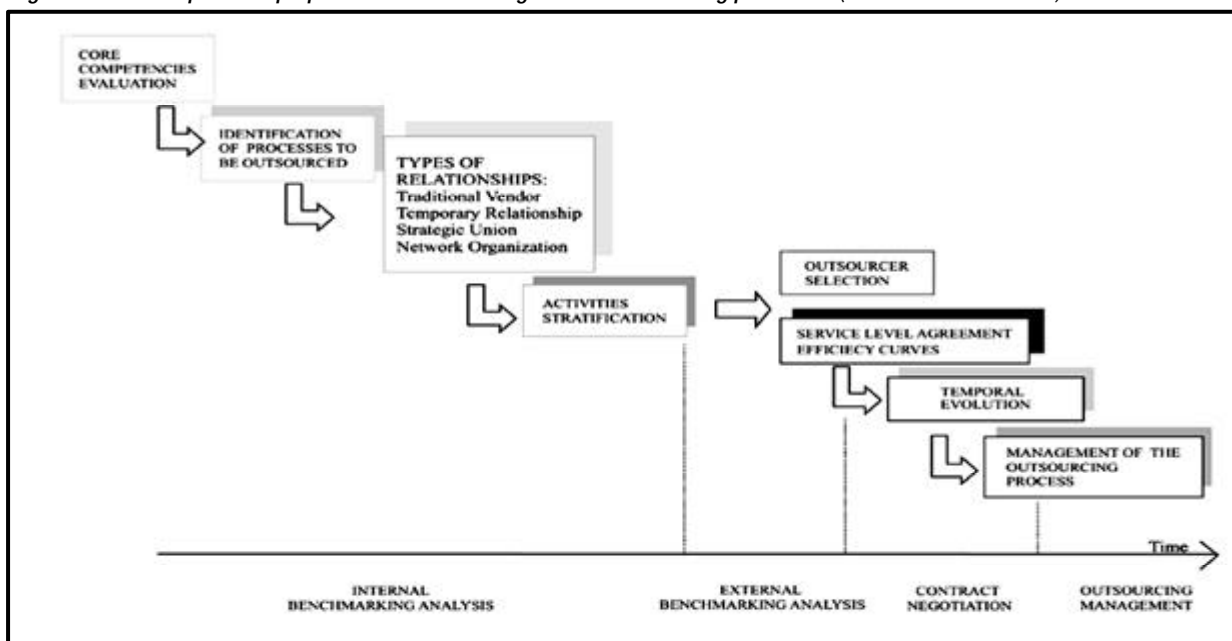 CORE
COMPETENCIES
EVALUATION
IDENTIFICATION
OF PROCESSES TO
BE OUTSOURCED
TYPES OF
RELATIONSHIPS:
Traditional Vendor
Temporary Relationship
Strategic Union
Network Organization
ACTIVITIES
STRATIFICATION
OUTSOURCER
SELECTION
SERVICE LEVEL AGREEMENT
EFFICIECY CURVES
TEMPORAL
EVOLUTION
MANAGEMENT OF THE
OUTSOURCING
PROCESS
Time
INTERNAL
BENCHMARKING ANALYSIS
EXTERNAL
BENCHMARKING ANALYSIS
CONTRACT
NEGOTIATION
OUTSOURCING
MANAGEMENT